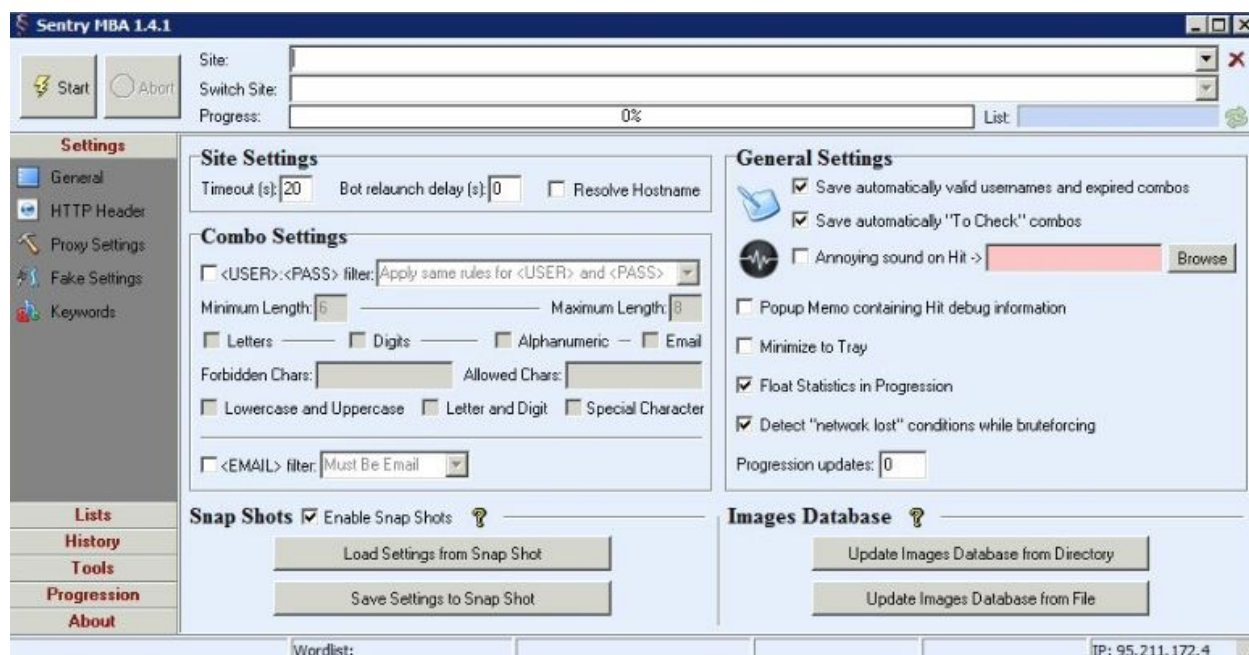 Sentry MBA 1.4.1
Start
Abort
Site:
Switch Site:
Progress:
0%
List:
Settings
General
HTTP Header
Proxy Settings
Fake Settings
Keywords
Lists
History
Tools
Progression
About
Site Settings
Timeout (s): 20 Bot relaunch delay (s): 0 Resolve Hostname
Combo Settings
<USER>:<PASS> filter: Apply same rules for <USER> and <PASS>
Minimum Length: 6 Maximum Length: 8
Letters Digits Alphanumeric Email
Forbidden Chars: Allowed Chars:
Lowercase and Uppercase Letter and Digit Special Character
<EMAIL> filter: Must Be Email
General Settings
Save automatically valid usernames and expired combos
Save automatically "To Check" combos
Annoying sound on Hit -> Browse
Popup Memo containing Hit debug information
Minimize to Tray
Float Statistics in Progression
Detect "network lost" conditions while bruteforcing
Progression updates: 0
Snap Shots Enable Snap Shots ?
Load Settings from Snap Shot
Save Settings to Snap Shot
Images Database ?
Update Images Database from Directory
Update Images Database from File
Wordlist:
IP: 95.211.172.4